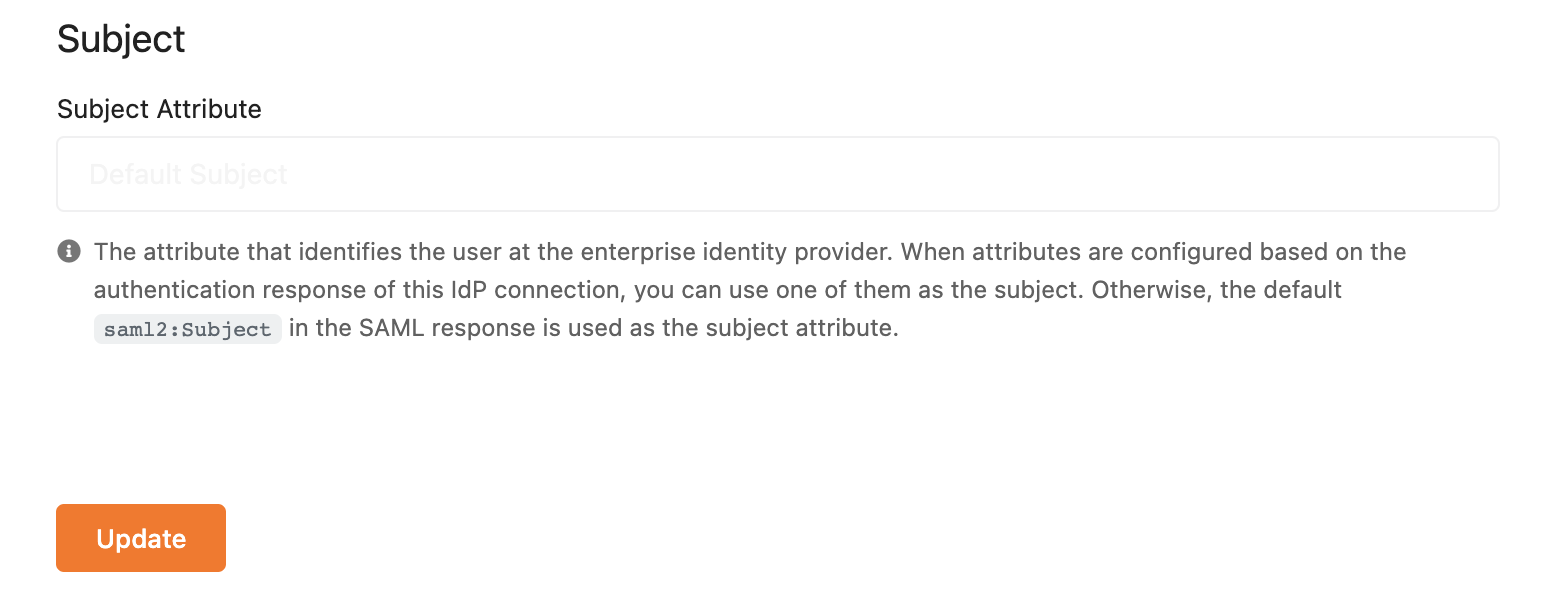 Subject
Subject Attribute
Default Subject
The attribute that identifies the user at the enterprise identity provider. When attributes are configured based on the
authentication response of this IdP connection, you can use one of them as the subject. Otherwise, the default
saml2:Subject in the SAML response is used as the subject attribute.
Update